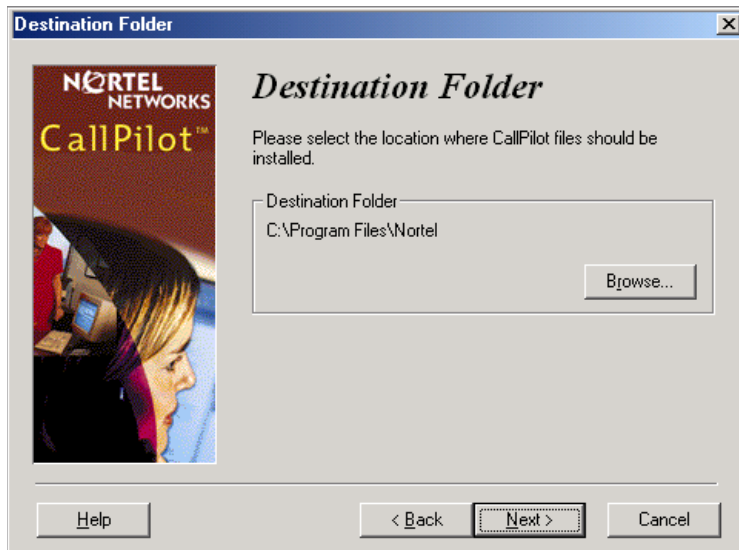 Destination Folder
NORTEL
NETWORKS
CallPilot™
Destination Folder
Please select the location where CallPilot files should be
installed.
Destination Folder
C:\Program Files\Nortel
Browse...
Help
< Back
Next >
Cancel